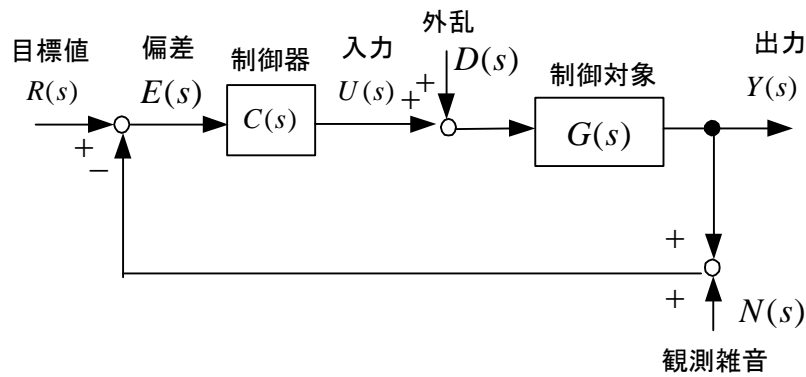 目標値
R(s)
偏差
E(s)
制御器
C(s)
入力
U(s)
外乱
D(s)
制御対象
G(s)
出力
Y(s)
+
−
+
+
+
+
N(s)
観測雑音